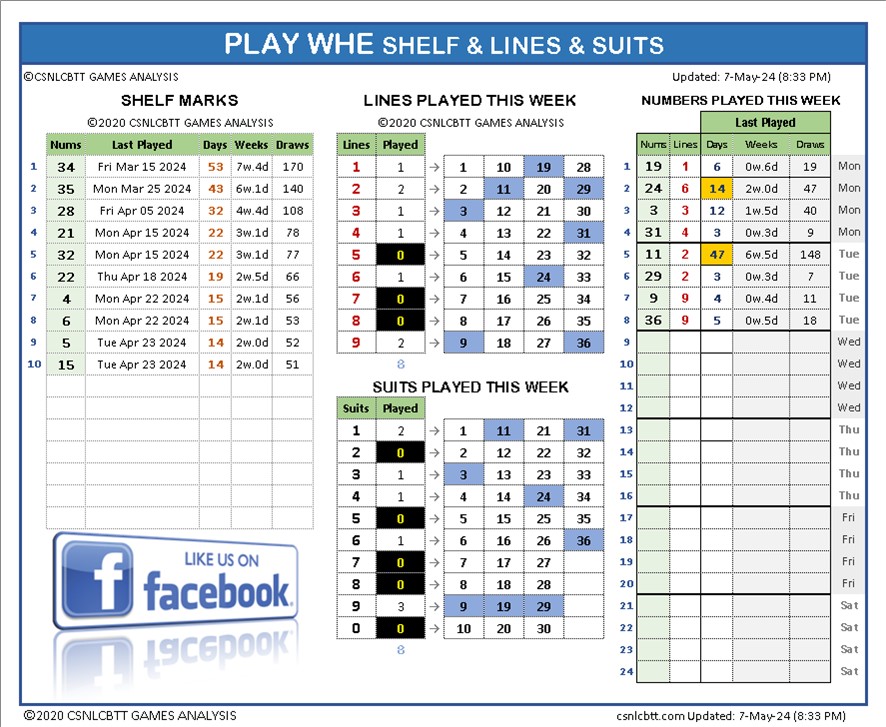 PLAY WHE SHELF & LINES & SUITS
©CSNLCBTT GAMES ANALYSIS
Updated: 7-May-24 (8:33 PM)
SHELF MARKS
©2020 CSNLCBTT GAMES ANALYSIS
Nums Last Played Days Weeks Draws
1 34 Fri Mar 15 2024 53 7w.4d 170
2 35 Mon Mar 25 2024 43 6w.1d 140
3 28 Fri Apr 05 2024 32 4w.4d 108
4 21 Mon Apr 15 2024 22 3w.1d 78
5 32 Mon Apr 15 2024 22 3w.1d 77
6 22 Thu Apr 18 2024 19 2w.5d 66
7 4 Mon Apr 22 2024 15 2w.1d 56
8 6 Mon Apr 22 2024 15 2w.1d 53
9 5 Tue Apr 23 2024 14 2w.0d 52
10 15 Tue Apr 23 2024 14 2w.0d 51
LIKE US ON
f facebook.
LINES PLAYED THIS WEEK
©2020 CSNLCBTT GAMES ANALYSIS
Lines Played
1 1 → 1 10 19 28
2 2 → 2 11 20 29
3 1 → 3 12 21 30
4 1 → 4 13 22 31
5 0 → 5 14 23 32
6 1 → 6 15 24 33
7 0 → 7 16 25 34
8 0 → 8 17 26 35
9 2 → 9 18 27 36
8
SUITS PLAYED THIS WEEK
Suits Played
1 2 → 1 11 21 31
2 0 → 2 12 22 32
3 1 → 3 13 23 33
4 1 → 4 14 24 34
5 0 → 5 15 25 35
6 1 → 6 16 26 36
7 0 → 7 17 27
8 0 → 8 18 28
9 3 → 9 19 29
0 0 → 10 20 30
8
NUMBERS PLAYED THIS WEEK
Last Played
Nums Lines Days Weeks Draws
1 19 1 6 0w.6d 19 Mon
2 24 6 14 2w.0d 47 Mon
3 3 3 12 1w.5d 40 Mon
4 31 4 3 0w.3d 9 Mon
5 11 2 47 6w.5d 148 Tue
6 29 2 3 0w.3d 7 Tue
7 9 9 4 0w.4d 11 Tue
8 36 9 5 0w.5d 18 Tue
9 Wed
10 Wed
11 Wed
12 Wed
13 Thu
14 Thu
15 Thu
16 Thu
17 Fri
18 Fri
19 Fri
20 Fri
21 Sat
22 Sat
23 Sat
24 Sat
©2020 CSNLCBTT GAMES ANALYSIS
csnlcbtt.com Updated: 7-May-24 (8:33 PM)